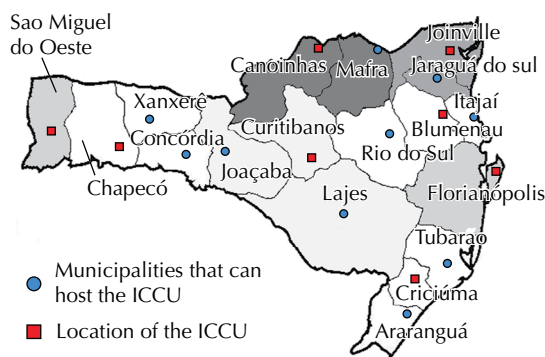 Sao Miguel
do Oeste
Joinville
Canoinhas
Mafra
Jaraguá do sul
Xanxerê
Itajaí
Curitibanos
Blumenau
Concórdia
Rio do Sul
Joaçaba
Chapecó
Lajes
Florianópolis
Tubarao
Municipalities that can
host the ICCU
Criciúma
Location of the ICCU
Araranguá